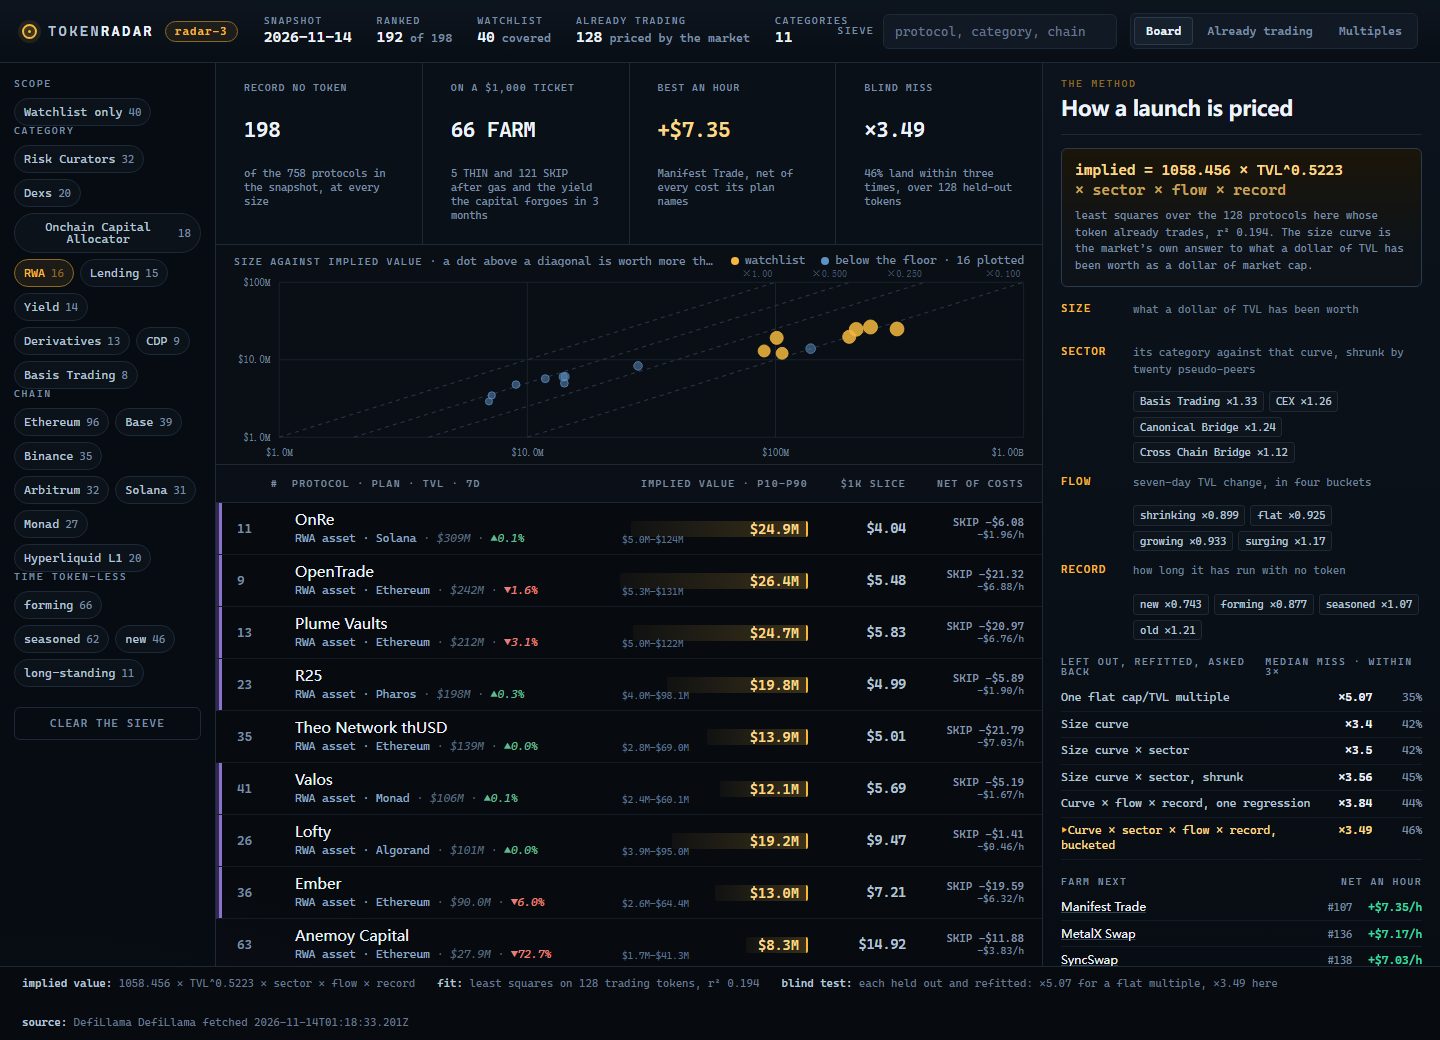 TOKENRADAR radar-3
SNAPSHOT
2026-11-14
RANKED
192 of 198
WATCHLIST
40 covered
ALREADY TRADING
128 priced by the market
CATEGORIES
11
SIEVE
protocol, category, chain
Board Already trading Multiples
SCOPE
Watchlist only 40
CATEGORY
Risk Curators 32
Dexs 20
Onchain Capital Allocator 18
RWA 16
Lending 15
Yield 14
Derivatives 13
CDP 9
Basis Trading 8
CHAIN
Ethereum 96
Base 39
Binance 35
Arbitrum 32
Solana 31
Monad 27
Hyperliquid L1 20
TIME TOKEN-LESS
forming 66
seasoned 62
new 46
long-standing 11
CLEAR THE SIEVE
RECORD NO TOKEN
198
of the 758 protocols in
the snapshot, at every
size
ON A $1,000 TICKET
66 FARM
5 THIN and 121 SKIP
after gas and the yield
the capital forgoes in 3
months
BEST AN HOUR
+$7.35
Manifest Trade, net of
every cost its plan
names
BLIND MISS
×3.49
46% land within three
times, over 128 held-out
tokens
SIZE AGAINST IMPLIED VALUE · a dot above a diagonal is worth more th…
watchlist
below the floor · 16 plotted
×1.00 ×0.500 ×0.250 ×0.100
$100M
$10.0M
$1.0M
$1.0M $10.0M $100M $1.00B
# PROTOCOL · PLAN · TVL · 7D IMPLIED VALUE · P10–P90 $1K SLICE NET OF COSTS
11 OnRe $24.9M $4.04 SKIP −$6.08
RWA asset · Solana · $309M · ▲0.1% $5.0M–$124M −$1.96/h
9 OpenTrade $26.4M $5.48 SKIP −$21.32
RWA asset · Ethereum · $242M · ▼1.6% $5.3M–$131M −$6.88/h
13 Plume Vaults $24.7M $5.83 SKIP −$20.97
RWA asset · Ethereum · $212M · ▼3.1% $5.0M–$122M −$6.76/h
23 R25 $19.8M $4.99 SKIP −$5.89
RWA asset · Pharos · $198M · ▲0.3% $4.0M–$98.1M −$1.90/h
35 Theo Network thUSD $13.9M $5.01 SKIP −$21.79
RWA asset · Ethereum · $139M · ▲0.0% $2.8M–$69.0M −$7.03/h
41 Valos $12.1M $5.69 SKIP −$5.19
RWA asset · Monad · $106M · ▲0.1% $2.4M–$60.1M −$1.67/h
26 Lofty $19.2M $9.47 SKIP −$1.41
RWA asset · Algorand · $101M · ▲0.0% $3.9M–$95.0M −$0.46/h
36 Ember $13.0M $7.21 SKIP −$19.59
RWA asset · Ethereum · $90.0M · ▼6.0% $2.6M–$64.4M −$6.32/h
63 Anemoy Capital $8.3M $14.92 SKIP −$11.88
RWA asset · Ethereum · $27.9M · ▼72.7% $1.7M–$41.3M −$3.83/h
THE METHOD
How a launch is priced
implied = 1058.456 × TVL^0.5223
× sector × flow × record
least squares over the 128 protocols here whose
token already trades, r² 0.194. The size curve is
the market's own answer to what a dollar of TVL has
been worth as a dollar of market cap.
SIZE what a dollar of TVL has been worth
SECTOR its category against that curve, shrunk by
twenty pseudo-peers
Basis Trading ×1.33 CEX ×1.26
Canonical Bridge ×1.24
Cross Chain Bridge ×1.12
FLOW seven-day TVL change, in four buckets
shrinking ×0.899 flat ×0.925
growing ×0.933 surging ×1.17
RECORD how long it has run with no token
new ×0.743 forming ×0.877 seasoned ×1.07
old ×1.21
LEFT OUT, REFITTED, ASKED BACK
MEDIAN MISS · WITHIN 3×
One flat cap/TVL multiple ×5.07 35%
Size curve ×3.4 42%
Size curve × sector ×3.5 42%
Size curve × sector, shrunk ×3.56 45%
Curve × flow × record, one regression ×3.84 44%
▸Curve × sector × flow × record, bucketed ×3.49 46%
FARM NEXT NET AN HOUR
Manifest Trade #107 +$7.35/h
MetalX Swap #136 +$7.17/h
SyncSwap #138 +$7.03/h
implied value: 1058.456 × TVL^0.5223 × sector × flow × record fit: least squares on 128 trading tokens, r² 0.194 blind test: each held out and refitted: ×5.07 for a flat multiple, ×3.49 here
source: DefiLlama DefiLlama fetched 2026-11-14T01:18:33.201Z